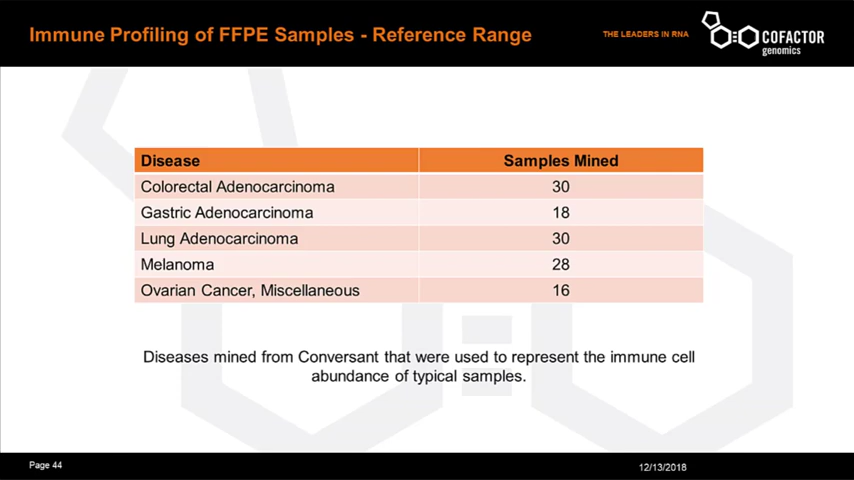 Immune Profiling of FFPE Samples - Reference Range
THE LEADERS IN RNA
COFACTOR
genomics
Disease Samples Mined
Colorectal Adenocarcinoma 30
Gastric Adenocarcinoma 18
Lung Adenocarcinoma 30
Melanoma 28
Ovarian Cancer, Miscellaneous 16
Diseases mined from Conversant that were used to represent the immune cell
abundance of typical samples.
Page 44
12/13/2018